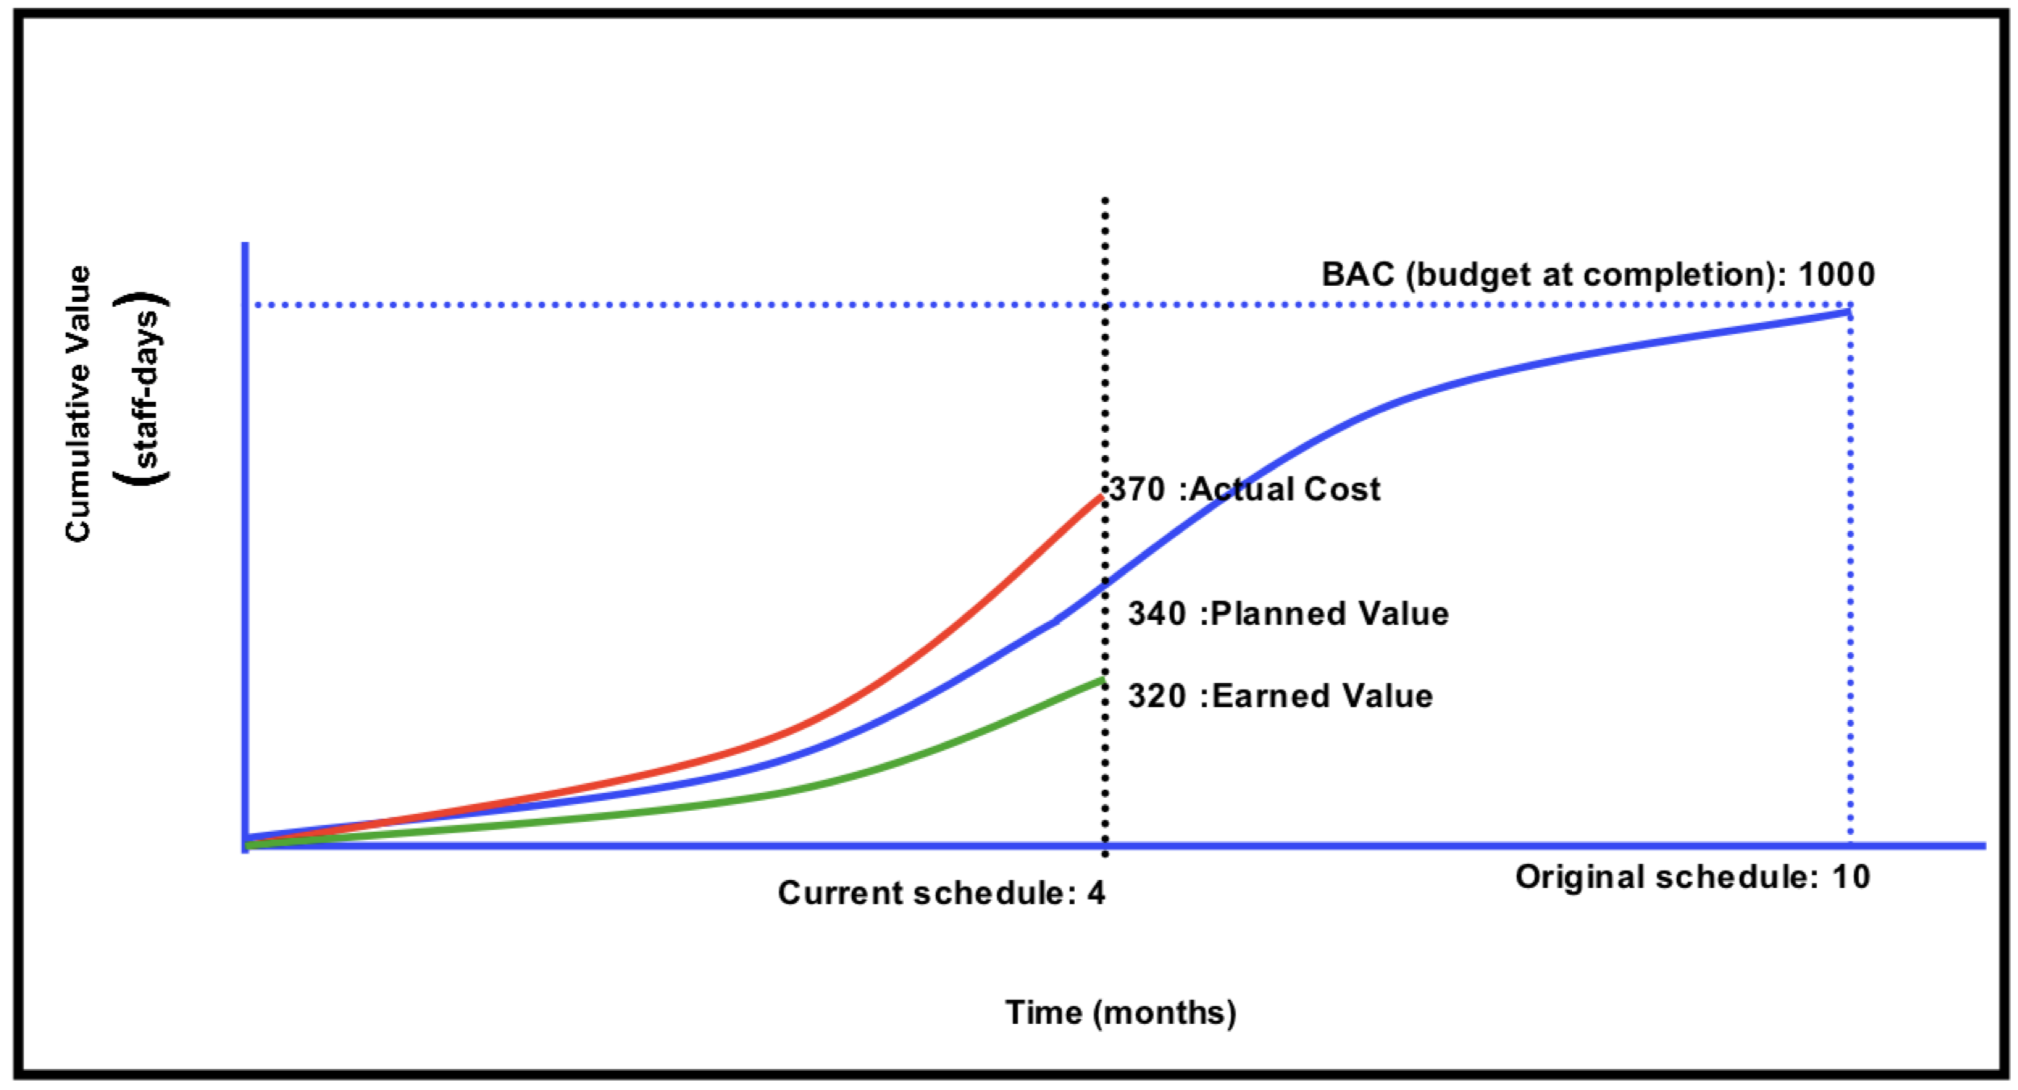 Cumulative Value
(staff-days)
BAC (budget at completion): 1000
370 :Actual Cost
340 :Planned Value
320 :Earned Value
Current schedule: 4
Original schedule: 10
Time (months)